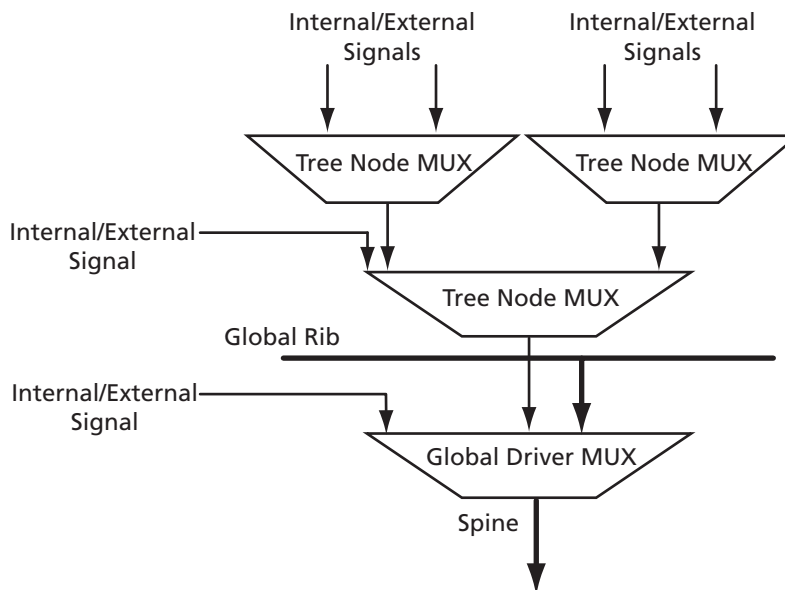 Internal/External
Signals
Internal/External
Signals
Tree Node MUX
Tree Node MUX
Internal/External
Signal
Tree Node MUX
Global Rib
Internal/External
Signal
Global Driver MUX
Spine